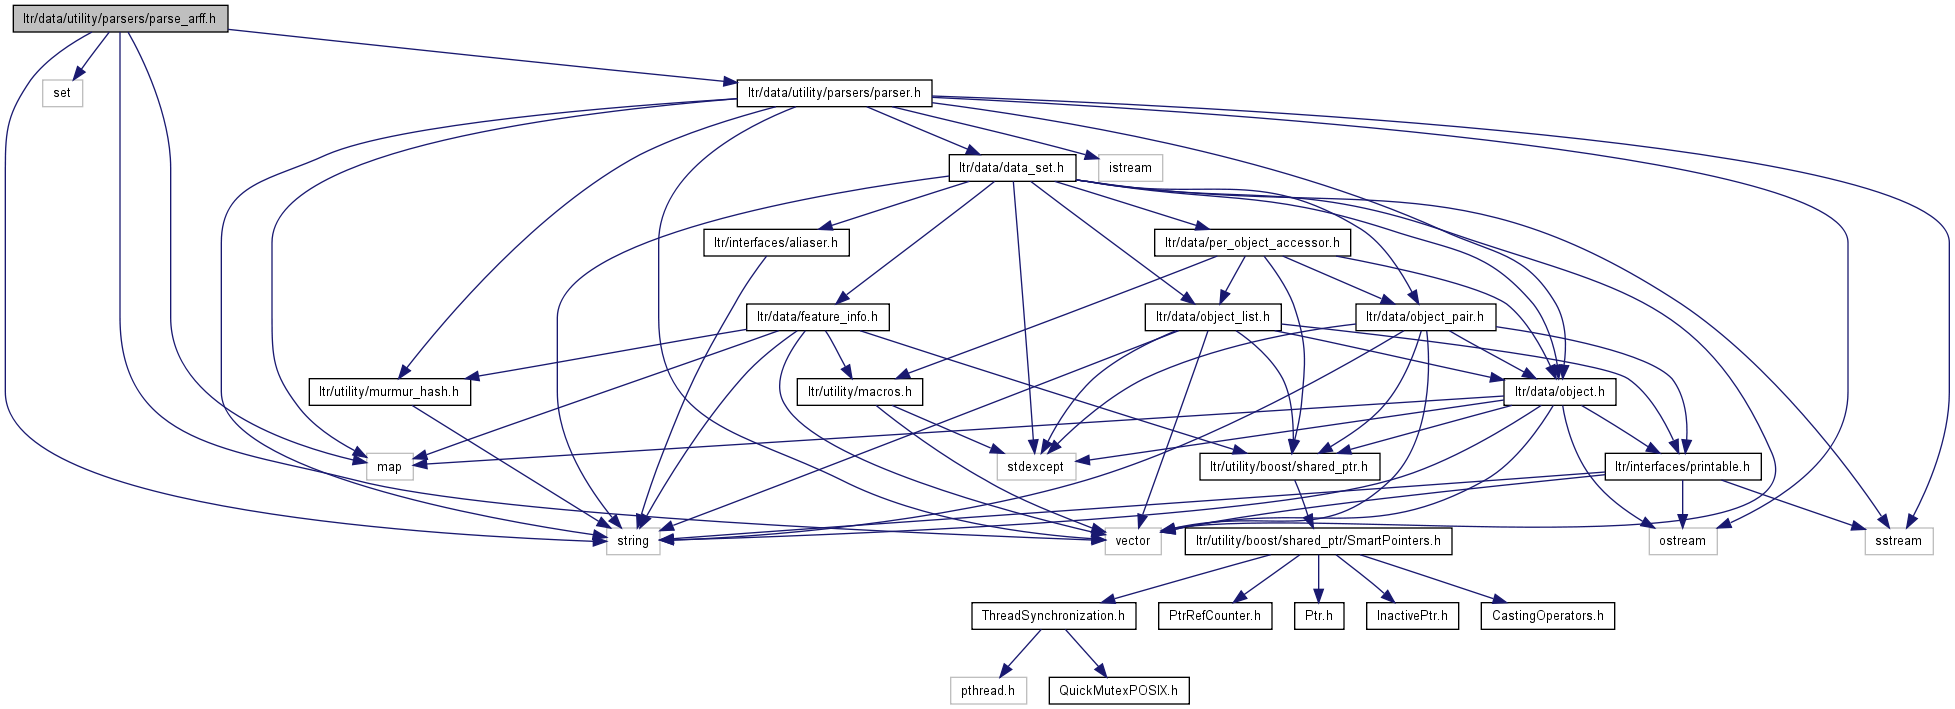 ltr/data/utility/parsers/parse_arff.h
set
ltr/data/utility/parsers/parser.h
ltr/data/data_set.h
istream
ltr/interfaces/aliaser.h
ltr/data/per_object_accessor.h
ltr/data/feature_info.h
ltr/data/object_list.h
ltr/data/object_pair.h
ltr/utility/murmur_hash.h
ltr/utility/macros.h
ltr/data/object.h
map
stdexcept
ltr/utility/boost/shared_ptr.h
ltr/interfaces/printable.h
string
vector
ltr/utility/boost/shared_ptr/SmartPointers.h
ostream
sstream
ThreadSynchronization.h
PtrRefCounter.h
Ptr.h
InactivePtr.h
CastingOperators.h
pthread.h
QuickMutexPOSIX.h